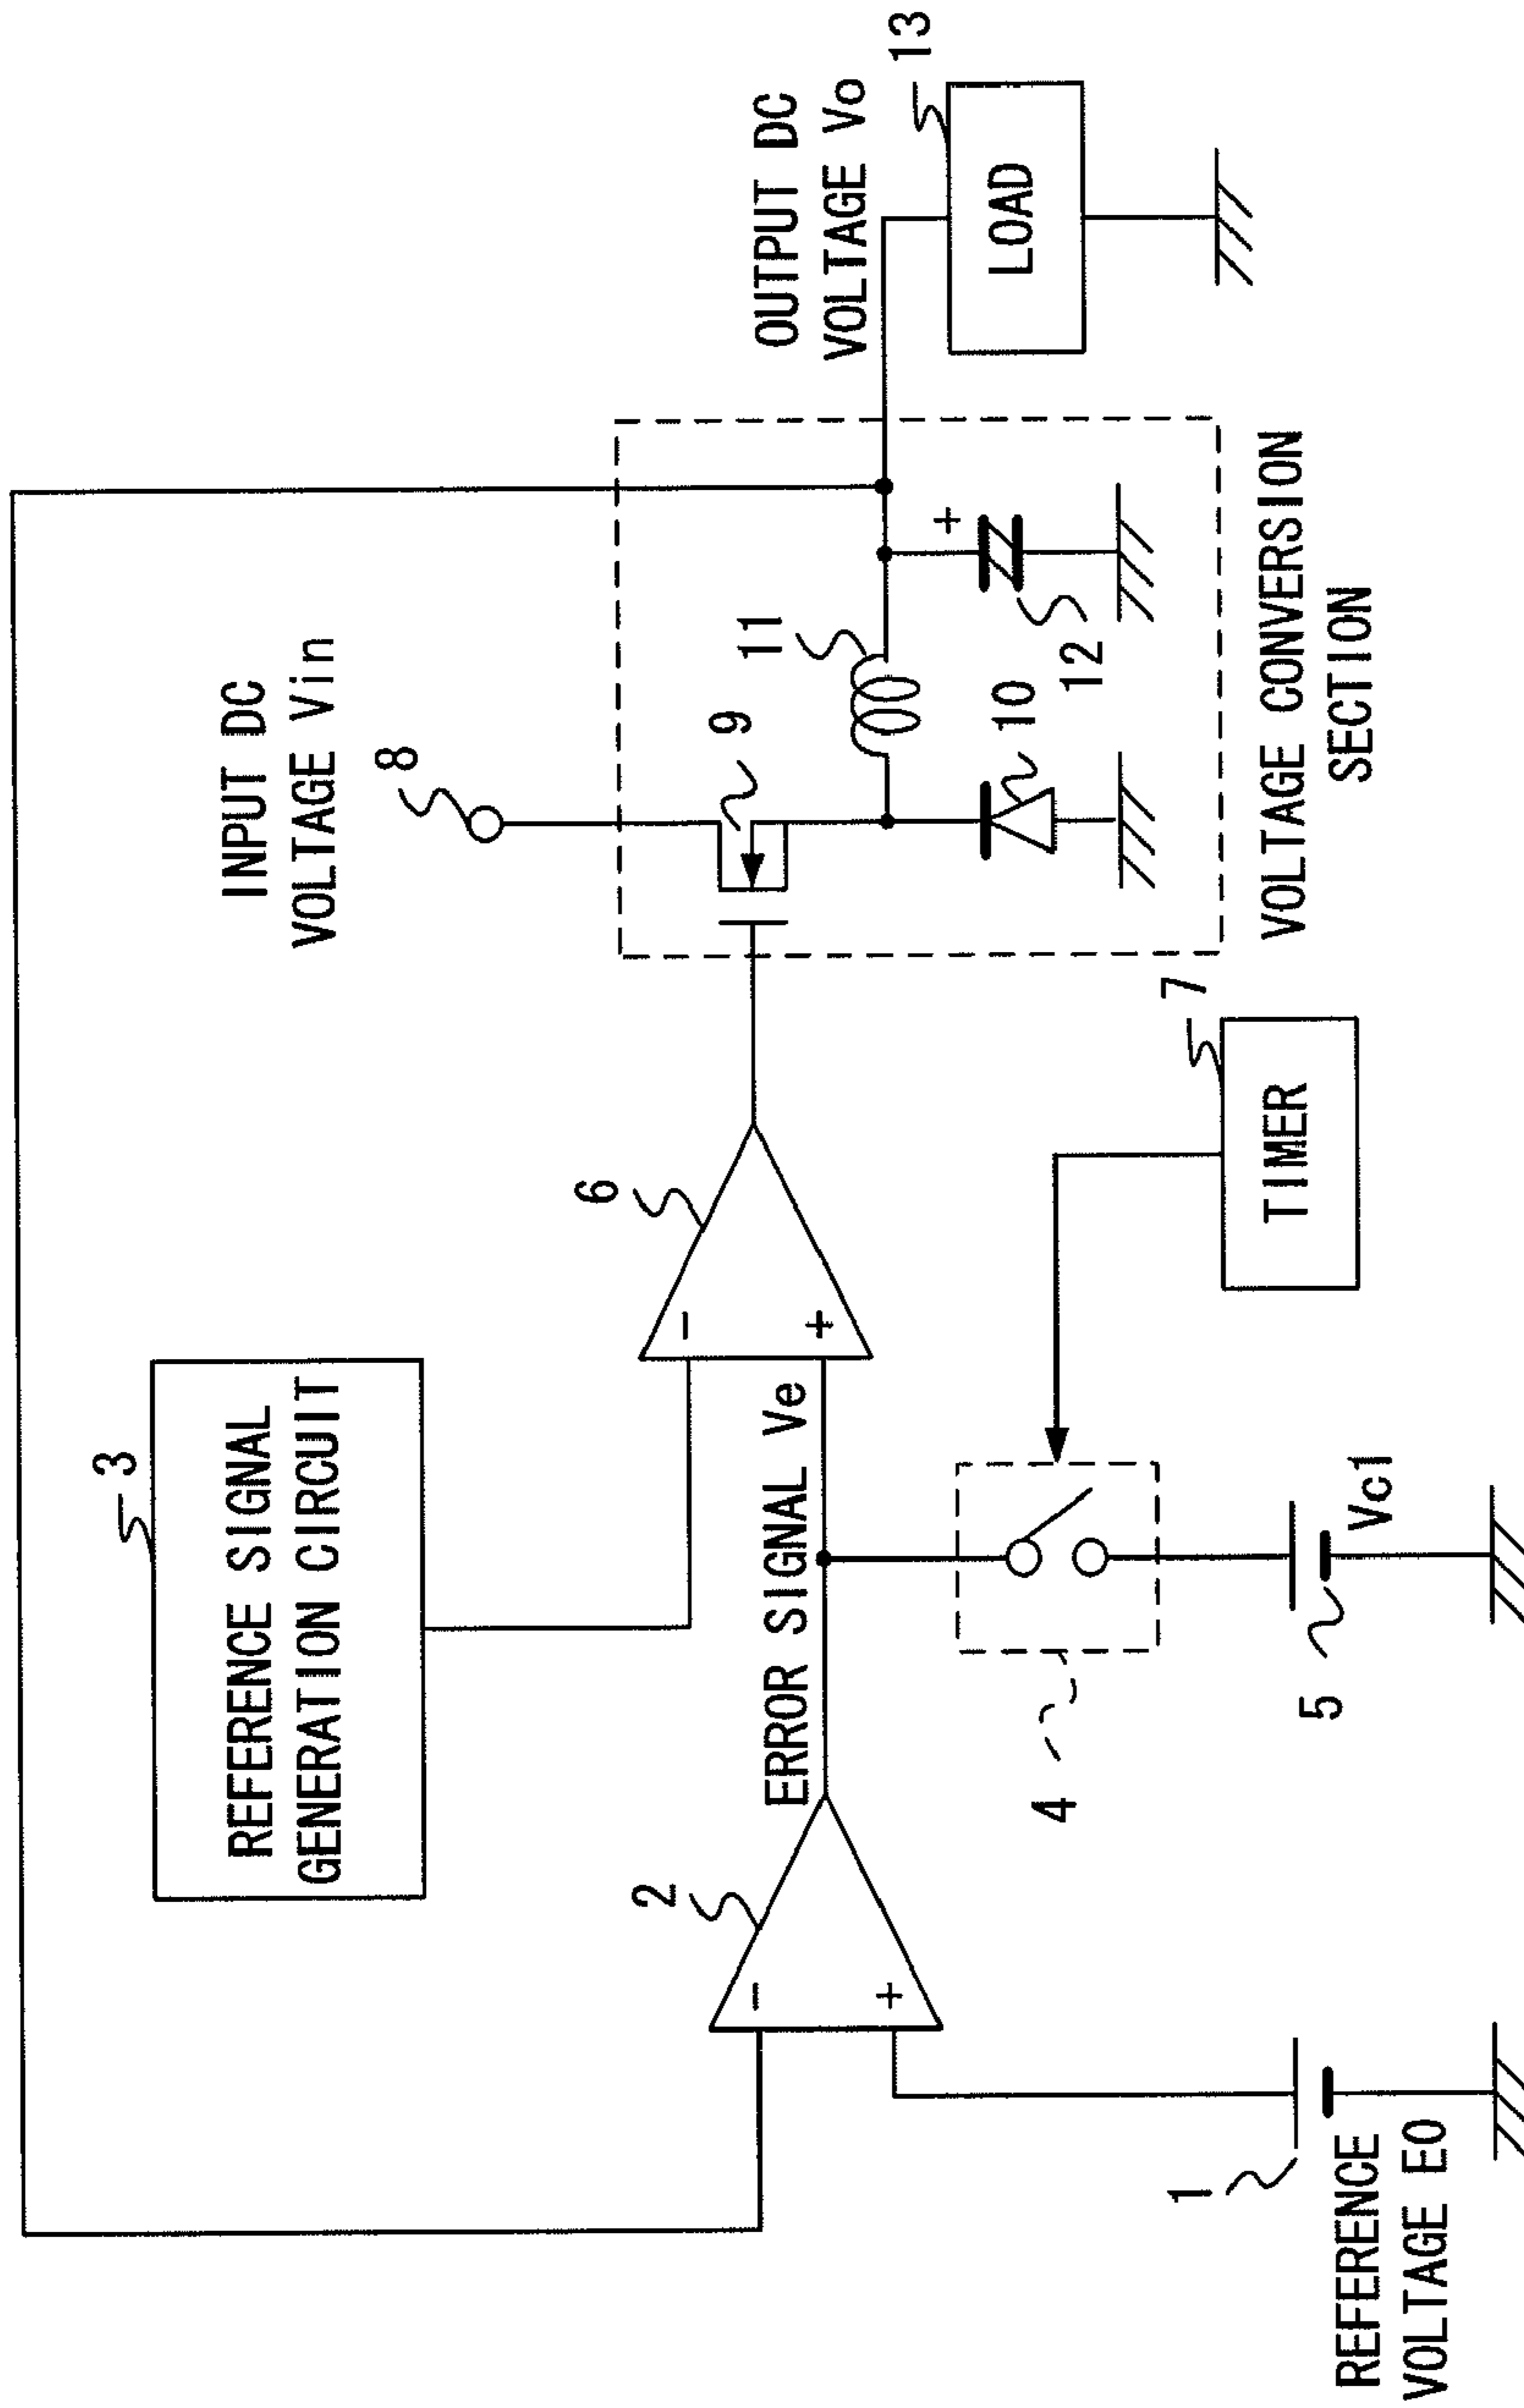 3
REFERENCE SIGNAL
GENERATION CIRCUIT
INPUT DC
VOLTAGE Vin
8
OUTPUT DC
VOLTAGE Vo
13
LOAD
9
11
+
12
10
VOLTAGE CONVERSION
SECTION
6
-
+
2
-
+
ERROR SIGNAL Ve
4
7
TIMER
5
Vc1
1
REFERENCE
VOLTAGE E0